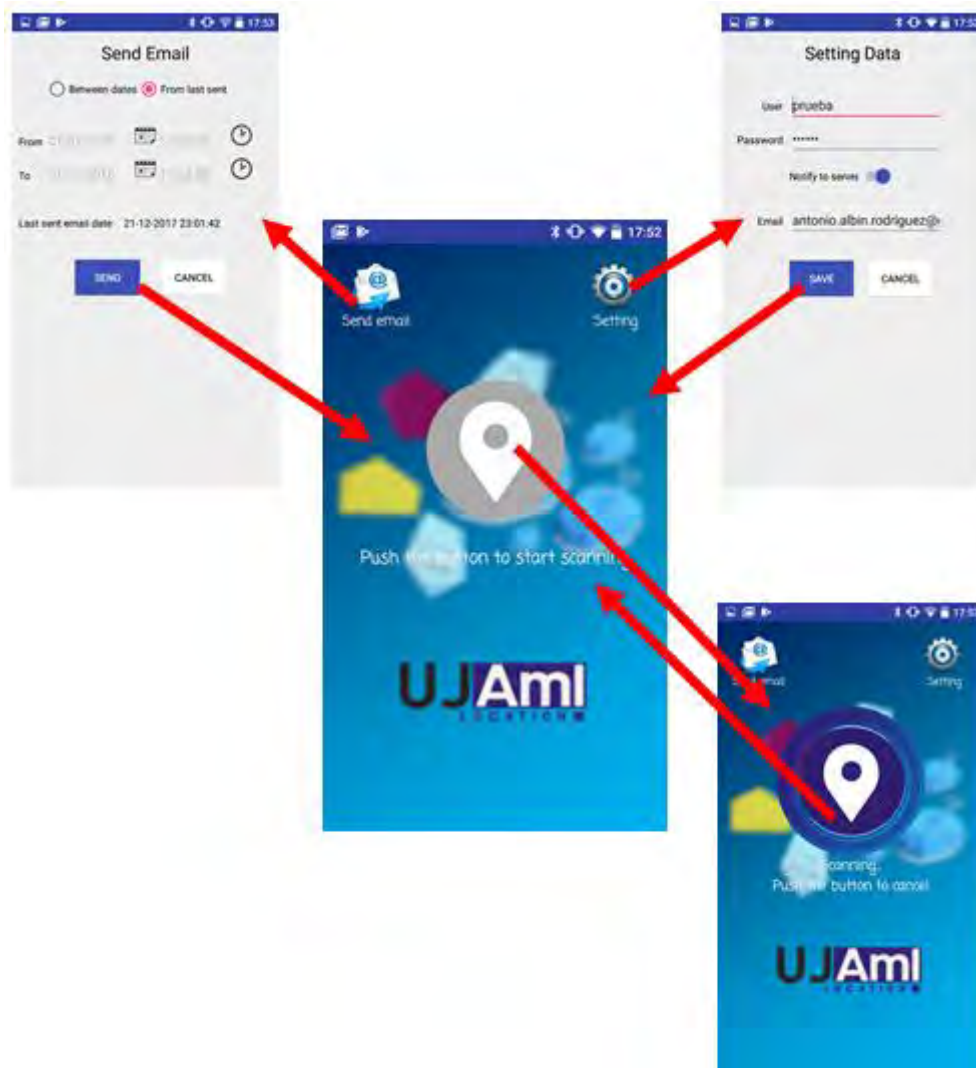 17:53
Send Email
Between dates From last sent
From
To
Last sent email date 21-12-2017 23:01:42
SEND CANCEL
17:52
Setting Data
User prueba
Password ••••••
Notify to server
Email antonio.albin.rodriguez@
SAVE CANCEL
17:52
Send email Setting
Push the button to start scanning
UJAmI
LOCATION
Send email Setting
Scanning...
Push the button to cancel
UJAmI
LOCATION